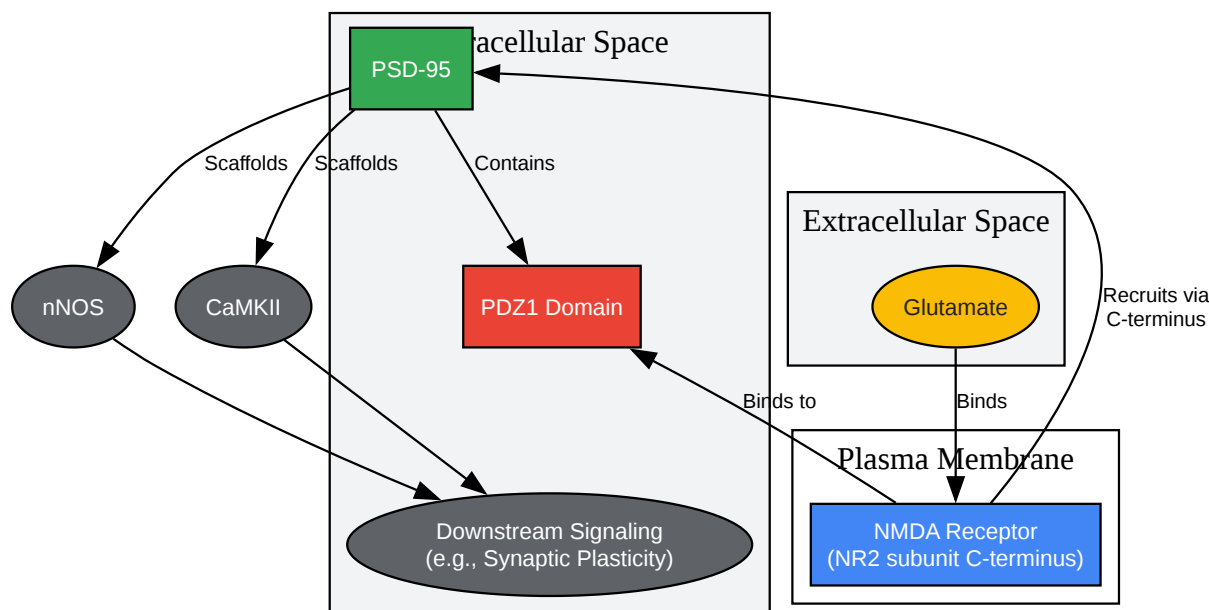 racellular Space
PSD-95
Scaffolds
Scaffolds
Contains
Extracellular Space
nNOS
CaMKII
PDZ1 Domain
Glutamate
Recruits via
C-terminus
Binds to
Binds
Plasma Membrane
Downstream Signaling
(e.g., Synaptic Plasticity)
NMDA Receptor
(NR2 subunit C-terminus)